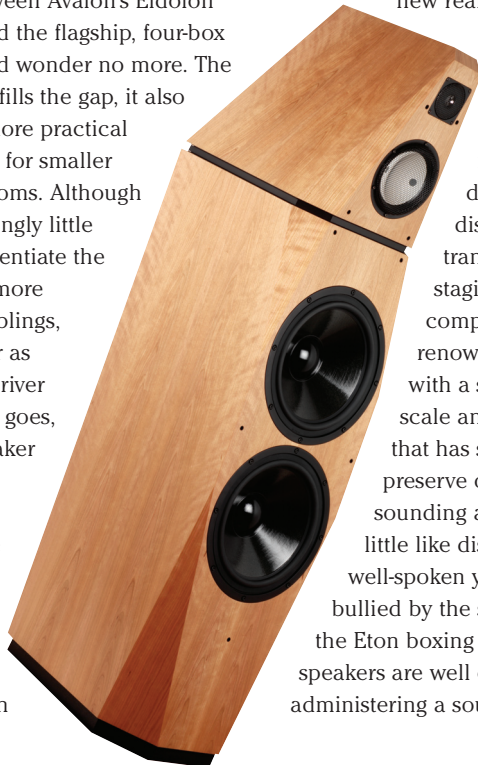 ween Avalon's Eidolon
d the flagship, four-box
d wonder no more. The
fills the gap, it also
ore practical
for smaller
oms. Although
ngly little
entiate the
more
olings,
r as
river
goes,
aker
n
new real
d
dis
tran
stagi
comp
renow
with a s
scale an
that has s
preserve
sounding a
little like dis
well-spoken y
bullied by the s
the Eton boxing
speakers are well
administering a sou